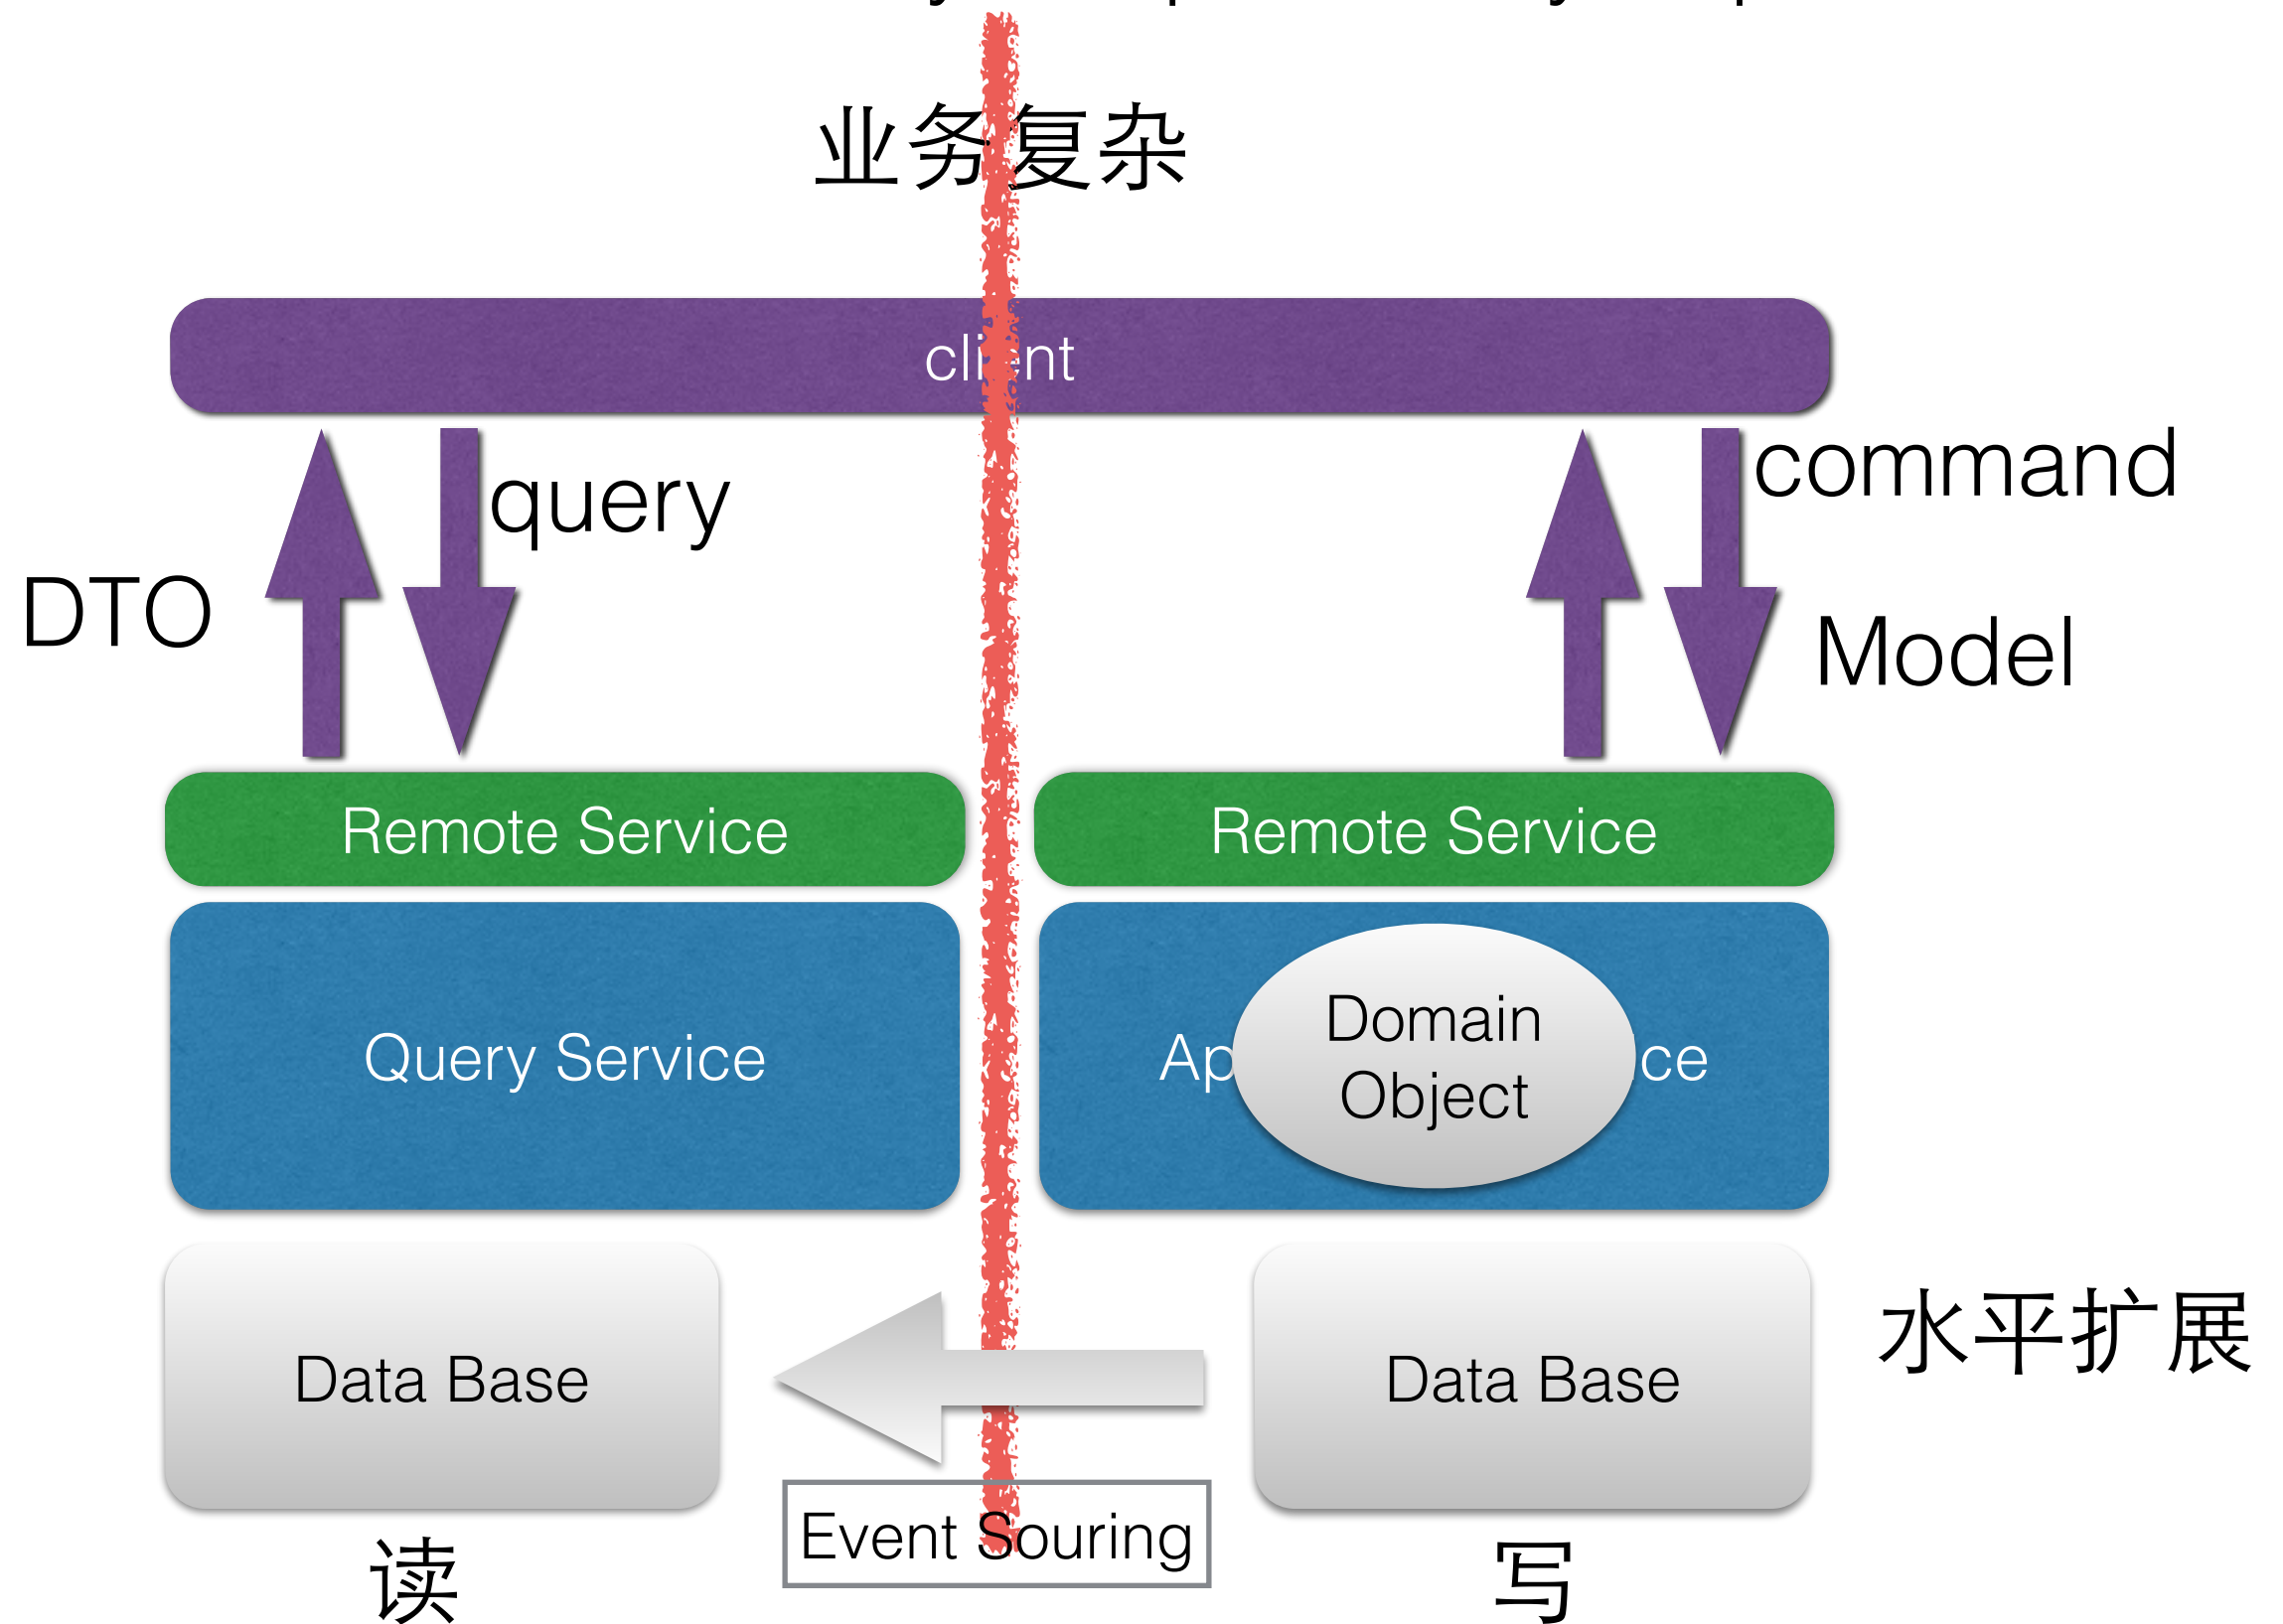 业务复杂
client
query
command
DTO
Model
Remote Service
Remote Service
Query Service
Domain
Object
Data Base
Data Base
水平扩展
Event Souring
读
写